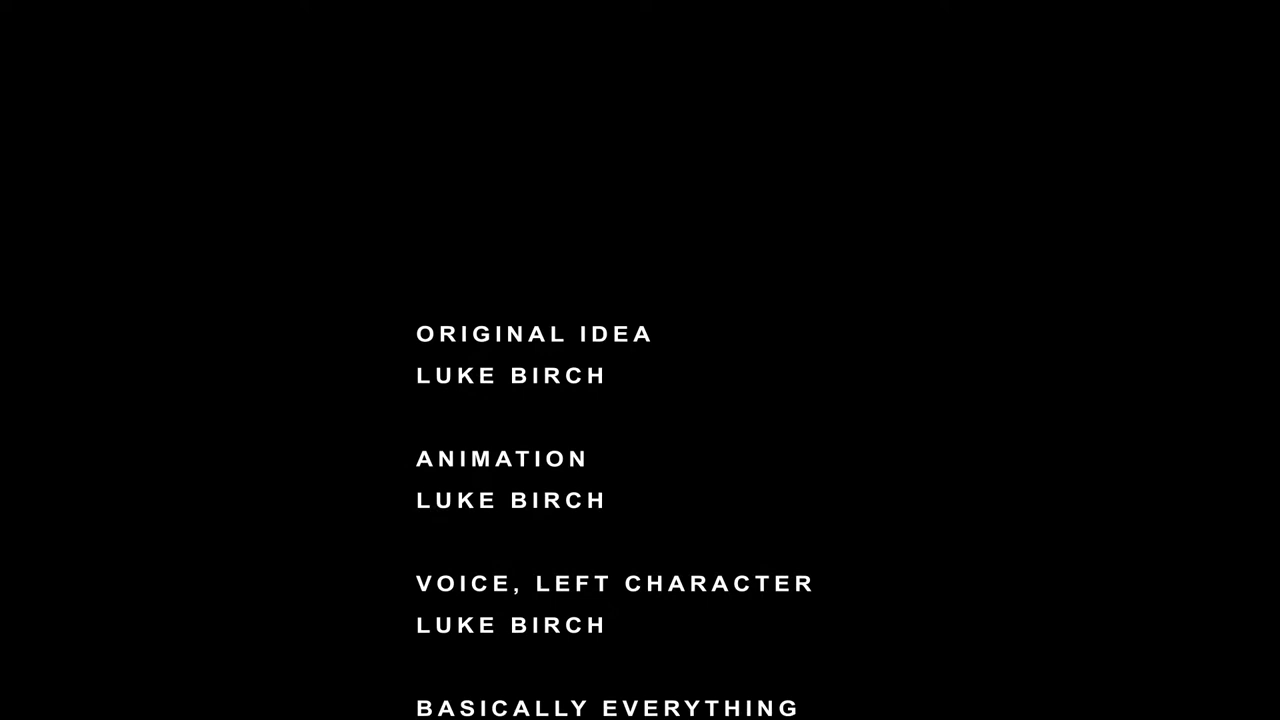 ORIGINAL IDEA
LUKE BIRCH
ANIMATION
LUKE BIRCH
VOICE, LEFT CHARACTER
LUKE BIRCH
BASICALLY EVERYTHING